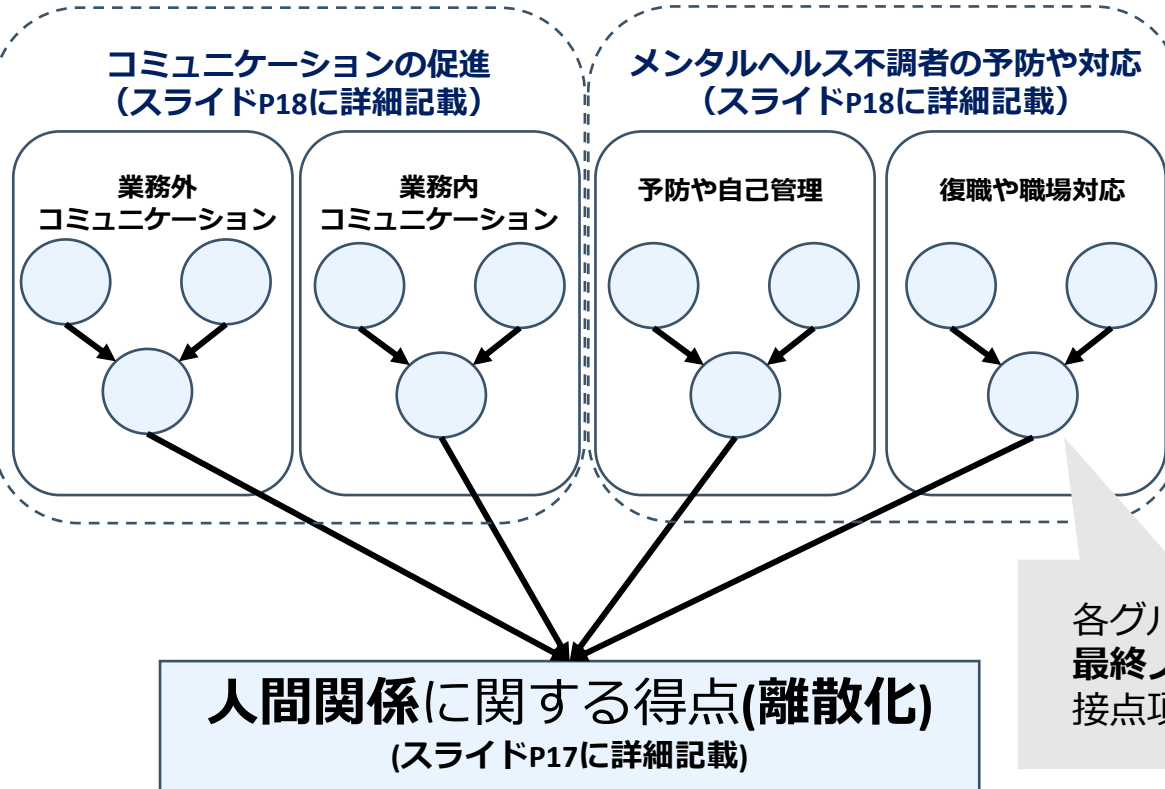 コミュニケーションの促進
（スライドP18に詳細記載）
メンタルヘルス不調者の予防や対応
（スライドP18に詳細記載）
業務外
コミュニケーション
業務内
コミュニケーション
予防や自己管理
復職や職場対応
各グル
最終ノ
接点項
人間関係に関する得点(離散化)
(スライドP17に詳細記載)